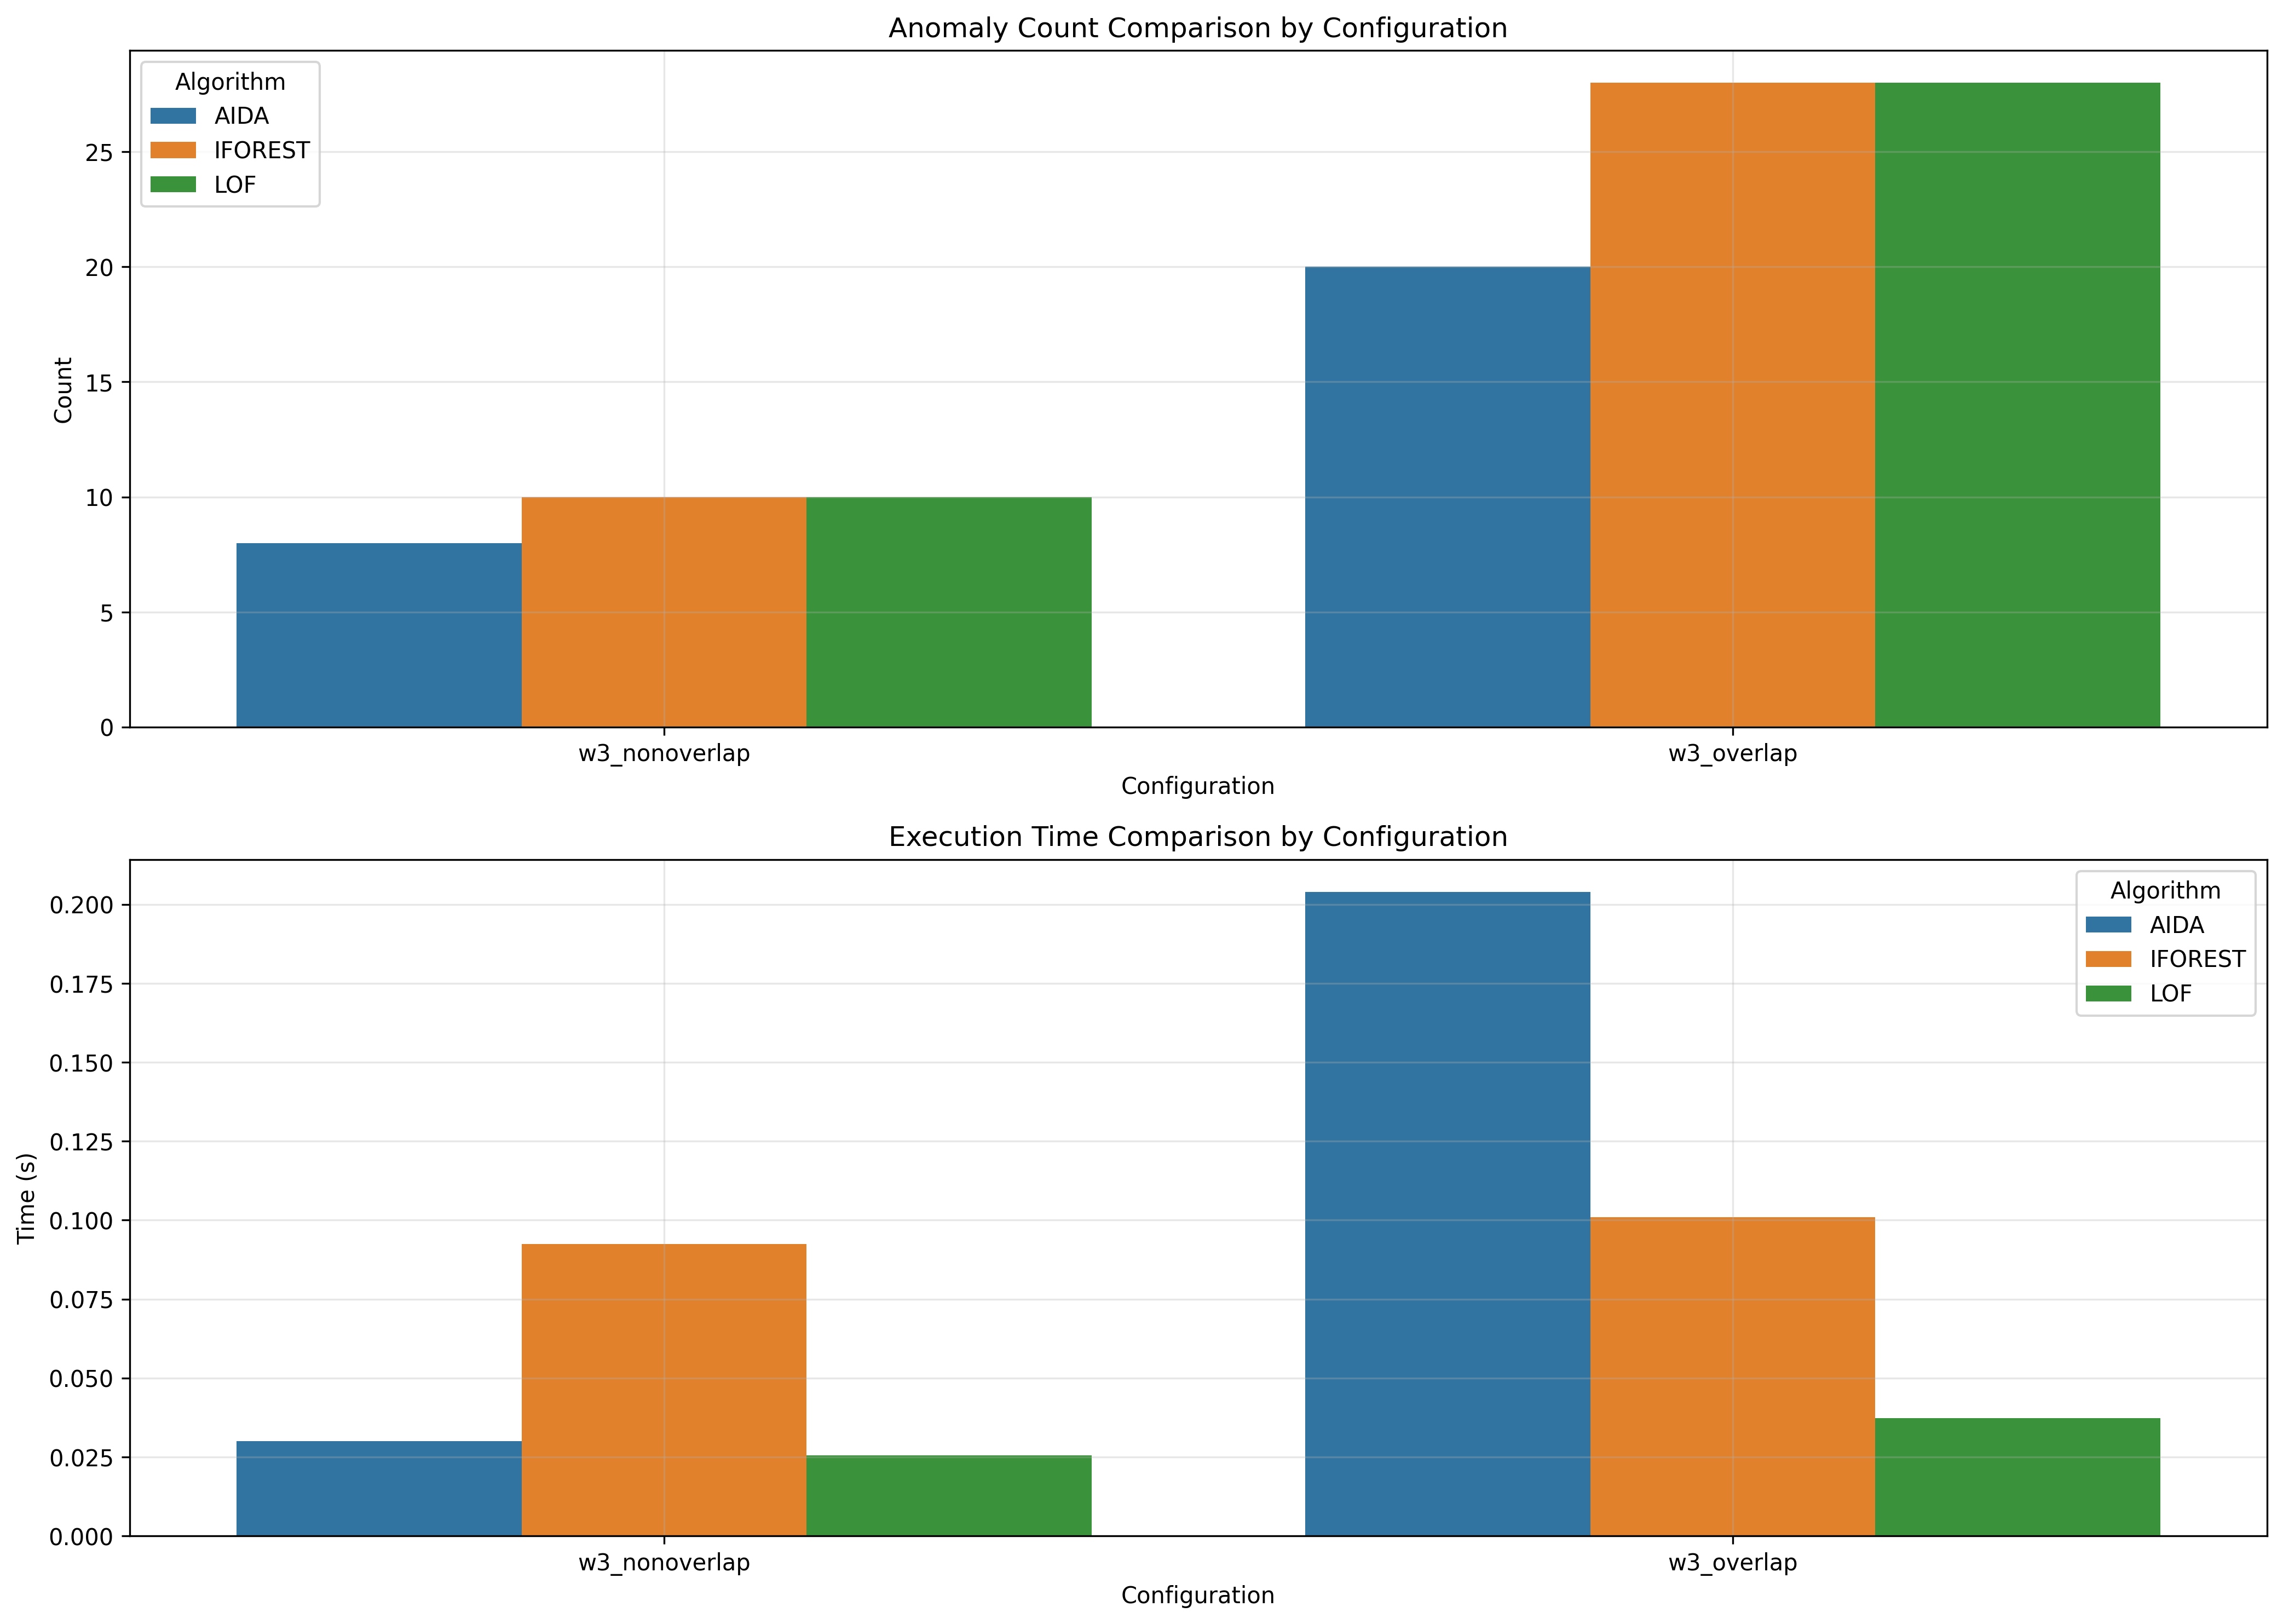 Anomaly Count Comparison by Configuration
Algorithm
AIDA
IFOREST
LOF
25
20
15
10
5
0
Count
w3_nonoverlap
w3_overlap
Configuration
Execution Time Comparison by Configuration
Algorithm
AIDA
IFOREST
LOF
0.200
0.175
0.150
0.125
0.100
0.075
0.050
0.025
0.000
Time (s)
w3_nonoverlap
w3_overlap
Configuration